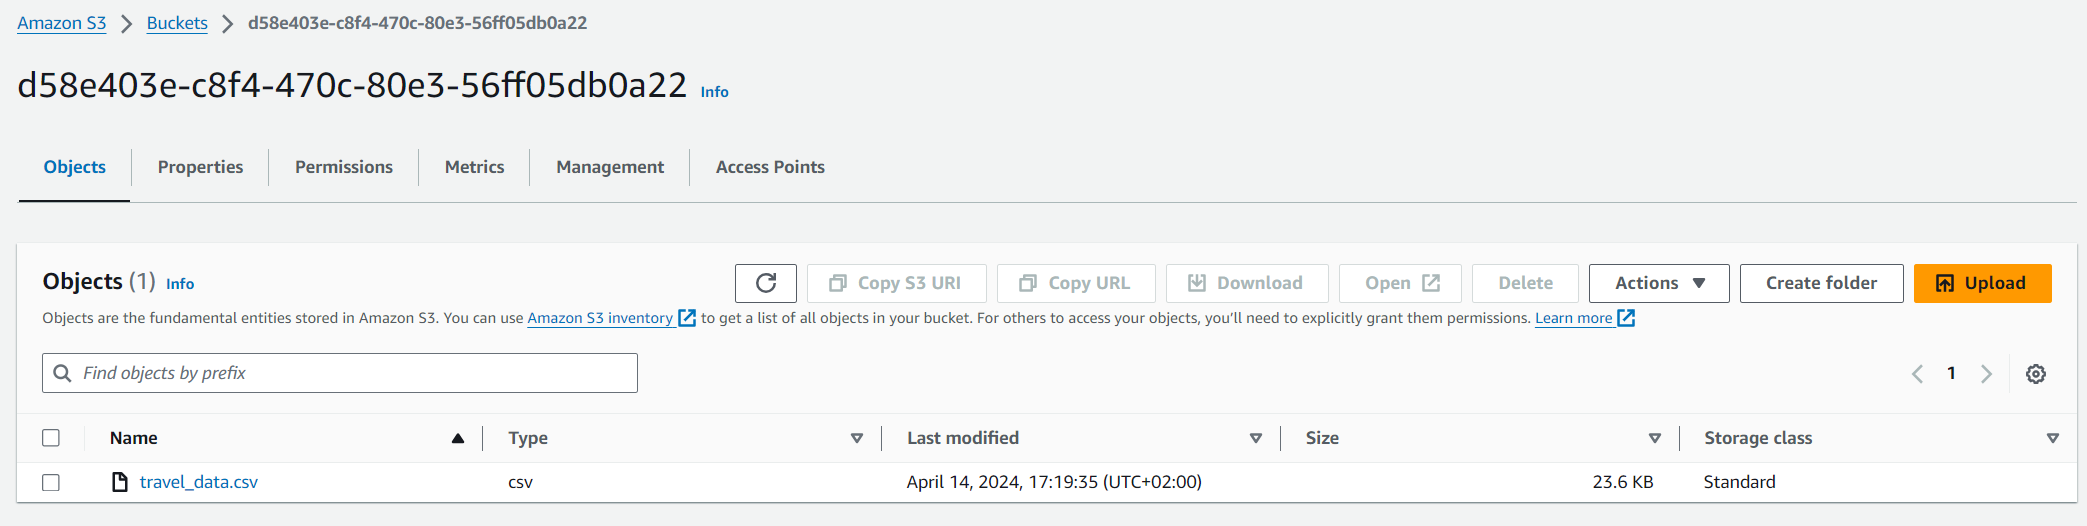 Amazon S3 > Buckets > d58e403e-c8f4-470c-80e3-56ff05db0a22
d58e403e-c8f4-470c-80e3-56ff05db0a22 Info
Objects Properties Permissions Metrics Management Access Points
Objects (1) Info Copy S3 URI Copy URL Download Open Delete Actions Create folder Upload
Objects are the fundamental entities stored in Amazon S3. You can use Amazon S3 inventory to get a list of all objects in your bucket. For others to access your objects, you'll need to explicitly grant them permissions. Learn more
Find objects by prefix 1
Name Type Last modified Size Storage class
travel_data.csv csv April 14, 2024, 17:19:35 (UTC+02:00) 23.6 KB Standard